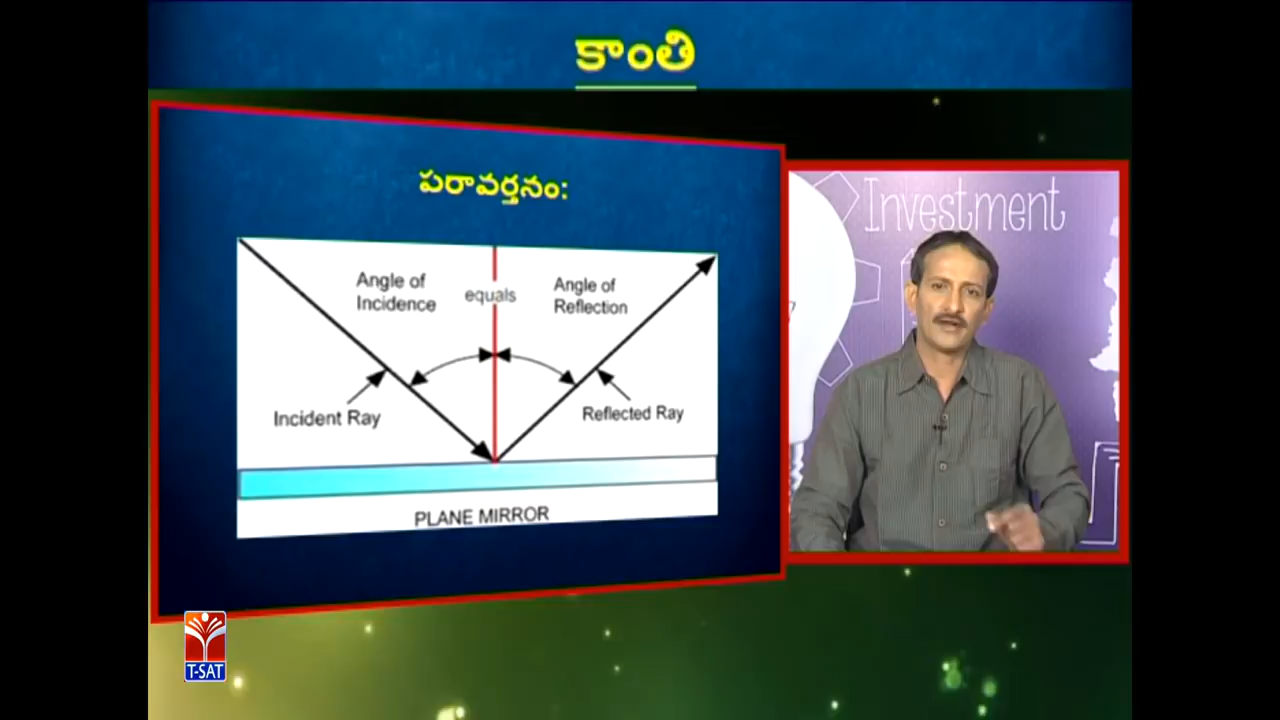 కాంతి
పరావర్తనం:
Angle of
Incidence
equals
Angle of
Reflection
Incident Ray
Reflected Ray
PLANE MIRROR
Investment
T-SAT